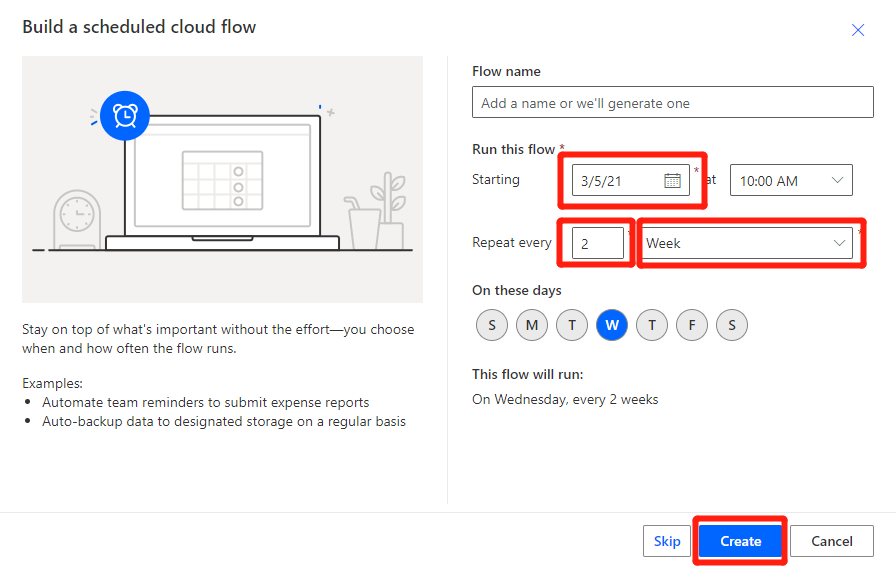 Build a scheduled cloud flow
Flow name
Add a name or we'll generate one
Run this flow *
Starting 3/5/21 * at 10:00 AM
Repeat every 2 * Week *
On these days
S M T W T F S
This flow will run:
On Wednesday, every 2 weeks
Stay on top of what's important without the effort—you choose
when and how often the flow runs.
Examples:
• Automate team reminders to submit expense reports
• Auto-backup data to designated storage on a regular basis
Skip Create Cancel